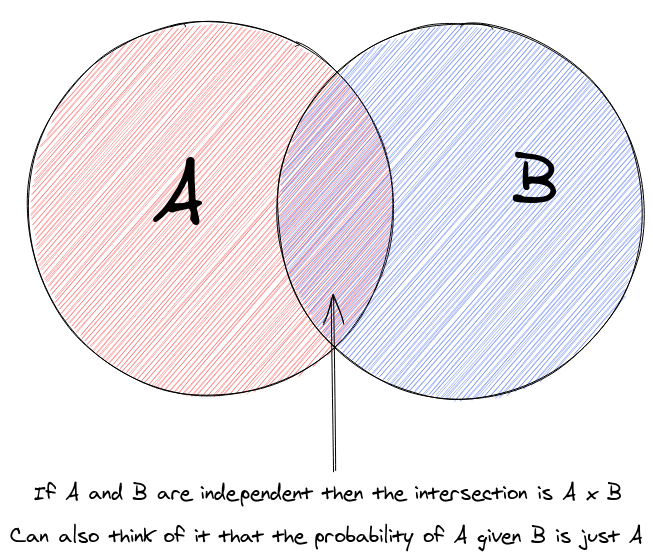 A
B
If A and B are independent then the intersection is A x B
Can also think of it that the probability of A given B is just A